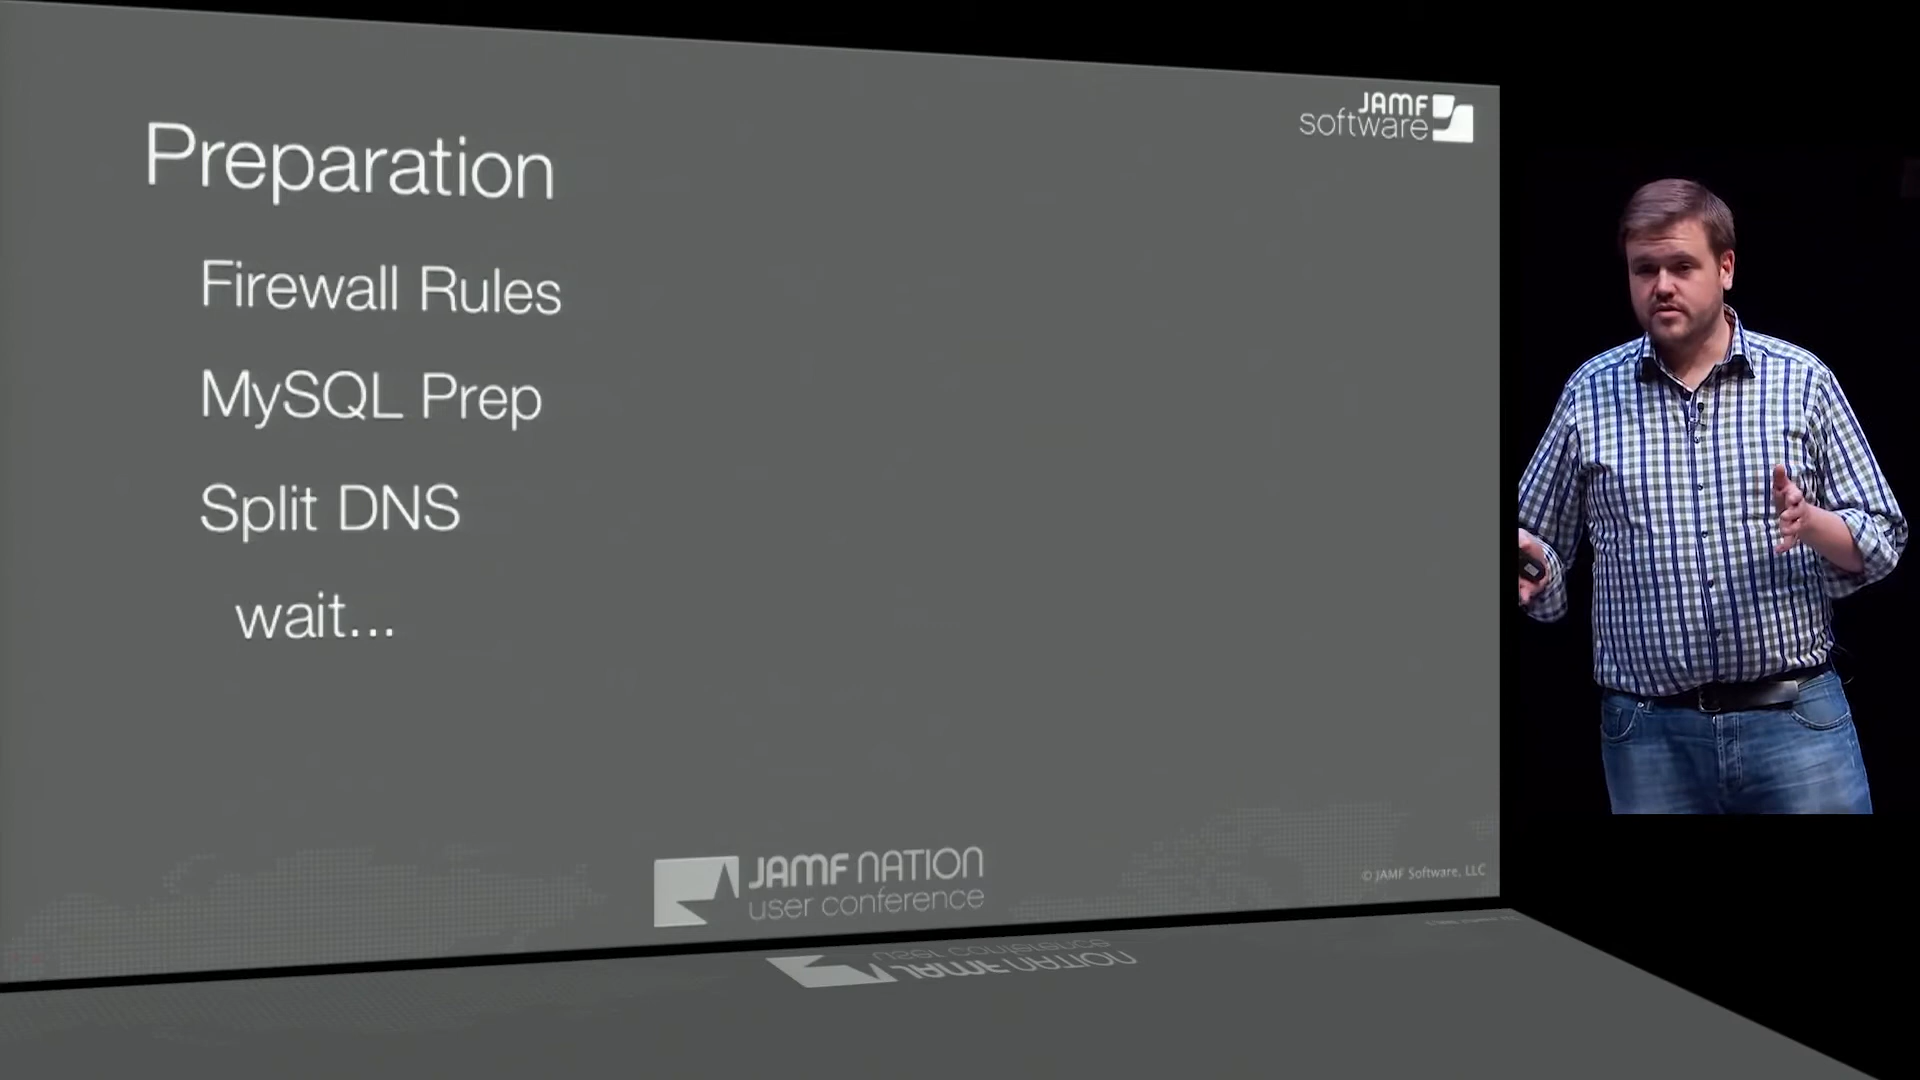 JAMF
software
Preparation
Firewall Rules
MySQL Prep
Split DNS
wait...
JAMF NATION
user conference
© JAMF Software, LLC